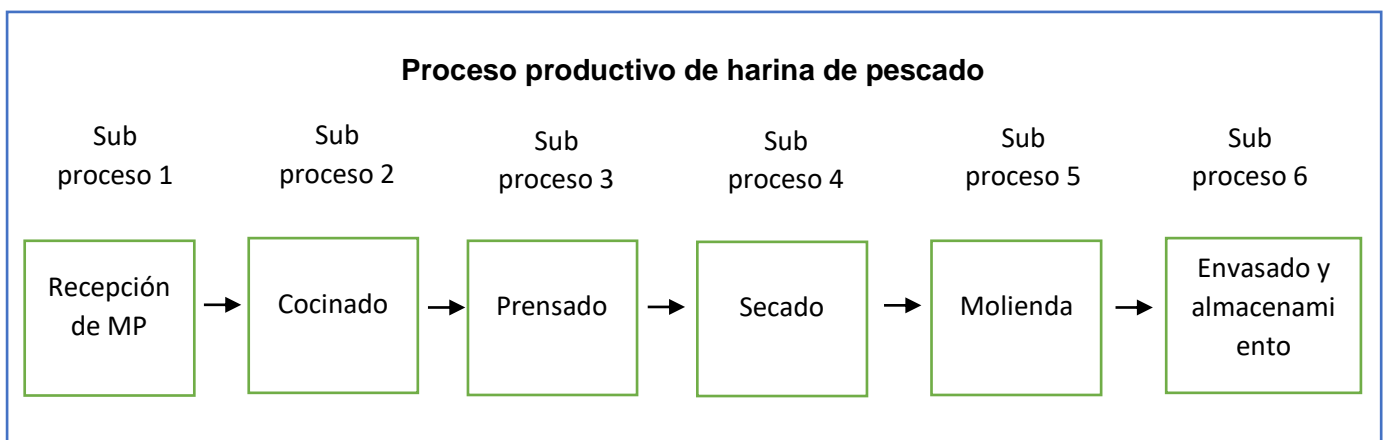 Proceso productivo de harina de pescado
Sub
proceso 1
Sub
proceso 2
Sub
proceso 3
Sub
proceso 4
Sub
proceso 5
Sub
proceso 6
Recepción
de MP
Cocinado
Prensado
Secado
Molienda
Envasado y
almacenami
ento